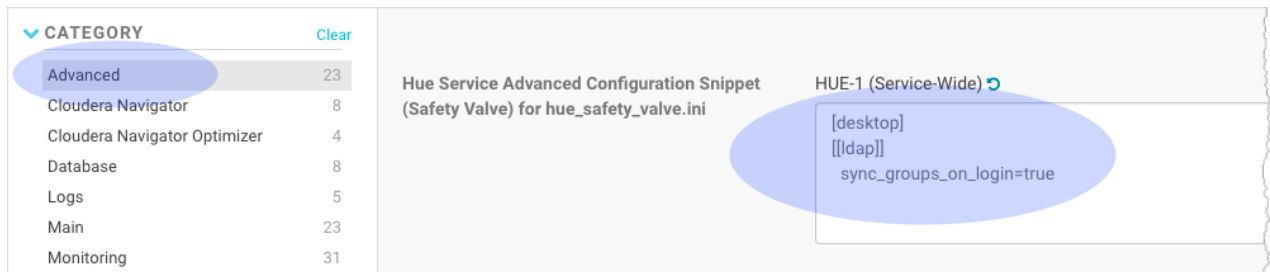 CATEGORY Clear
Advanced 23
Cloudera Navigator 8
Cloudera Navigator Optimizer 4
Database 8
Logs 5
Main 23
Monitoring 31
Hue Service Advanced Configuration Snippet
(Safety Valve) for hue_safety_valve.ini
HUE-1 (Service-Wide)
[desktop]
[[ldap]]
sync_groups_on_login=true